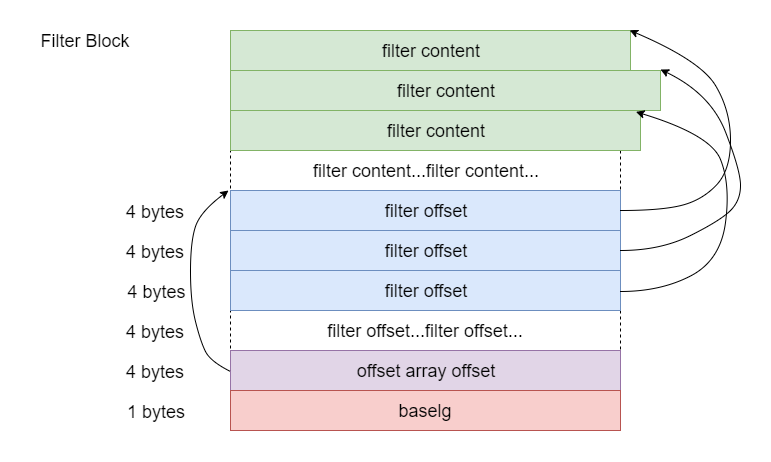 Filter Block
filter content
filter content
filter content
filter content...filter content...
4 bytes filter offset
4 bytes filter offset
4 bytes filter offset
4 bytes filter offset...filter offset...
4 bytes offset array offset
1 bytes baselg